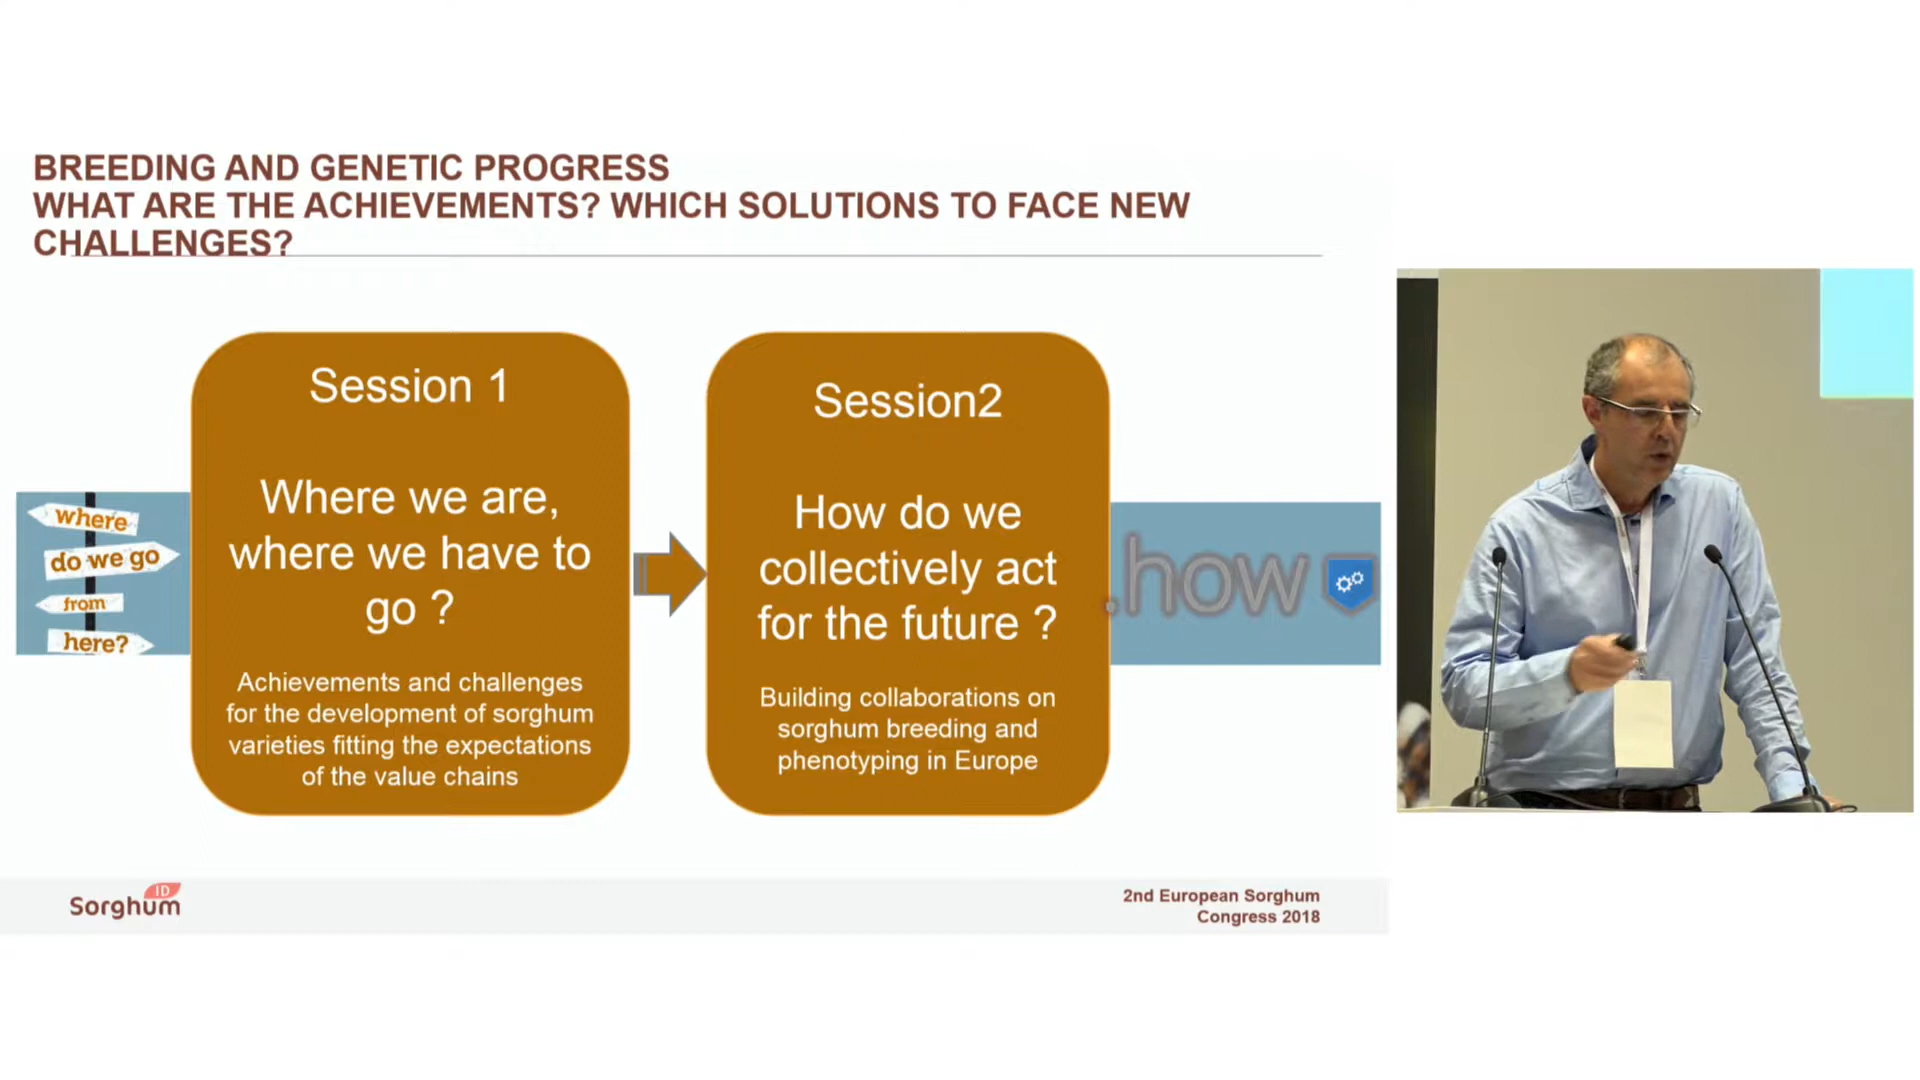 BREEDING AND GENETIC PROGRESS
WHAT ARE THE ACHIEVEMENTS? WHICH SOLUTIONS TO FACE NEW
CHALLENGES?
where
do we go
from
here?
Session 1
Where we are,
where we have to
go ?
Achievements and challenges
for the development of sorghum
varieties fitting the expectations
of the value chains
Session2
How do we
collectively act
for the future ?
Building collaborations on
sorghum breeding and
phenotyping in Europe
.how
Sorghum
ID
2nd European Sorghum
Congress 2018